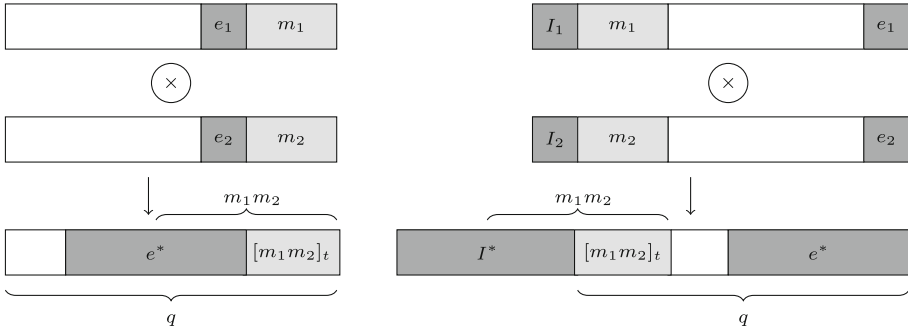 e₁ m₁ I₁ m₁ e₁
× ×
e₂ m₂ I₂ m₂ e₂
m₁m₂ m₁m₂
e* [m₁m₂]ₜ I* [m₁m₂]ₜ e*
q q